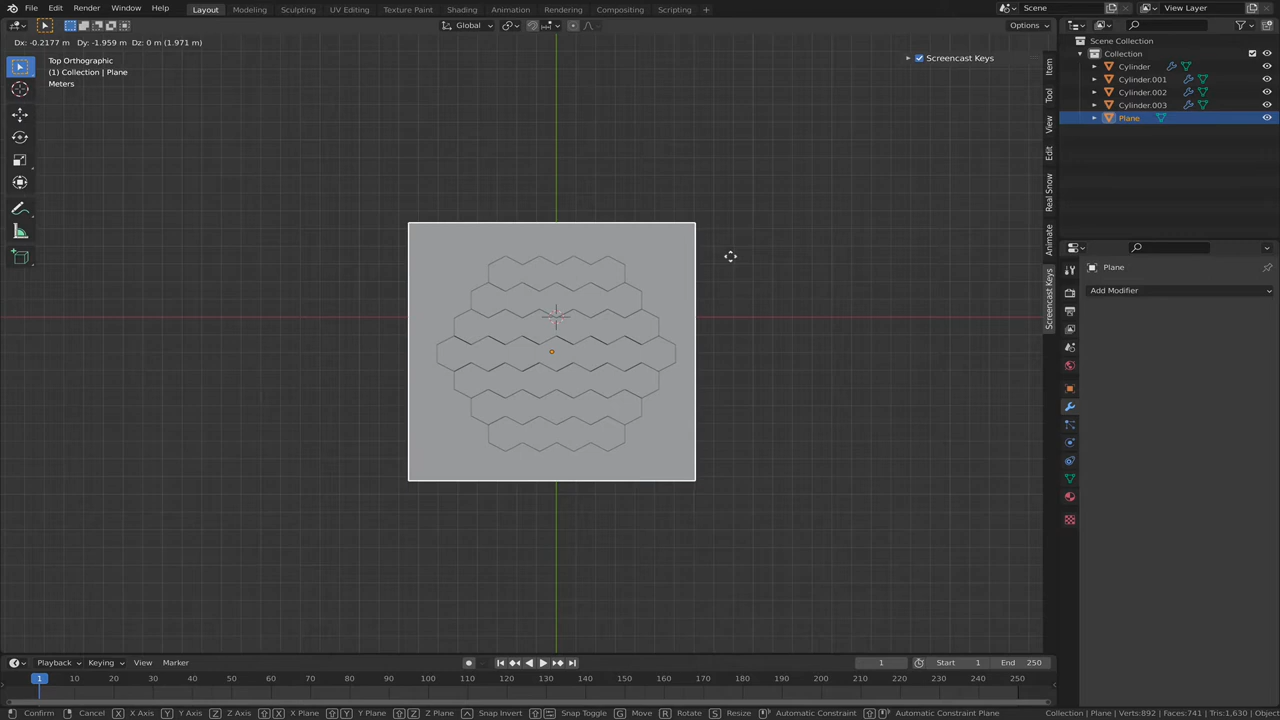 File Edit Render Window Help Layout Modeling Sculpting UV Editing Texture Paint Shading Animation Rendering Compositing Scripting Scene View Layer
Global Options
Dx: -0.2177 m Dy: -1.959 m Dz: 0 m (1.971 m)
Top Orthographic
(1) Collection | Plane
Meters
Screencast Keys
Item
Tool
View
Edit
Real Snow
Animate
Screencast Keys
Scene Collection
Collection
Cylinder
Cylinder.001
Cylinder.002
Cylinder.003
Plane
Plane
Add Modifier
Playback Keying View Marker 1 Start 1 End 250
1 10 20 30 40 50 60 70 80 90 100 110 120 130 140 150 160 170 180 190 200 210 220 230 240 250
Confirm Cancel X X Axis Y Y Axis Z Z Axis X X Plane Y Y Plane Z Z Plane Snap Invert Snap Toggle G Move R Rotate S Resize Automatic Constraint Automatic Constraint Plane Collection | Plane | Verts:892 | Faces:741 | Tris:1,630 | Objects: